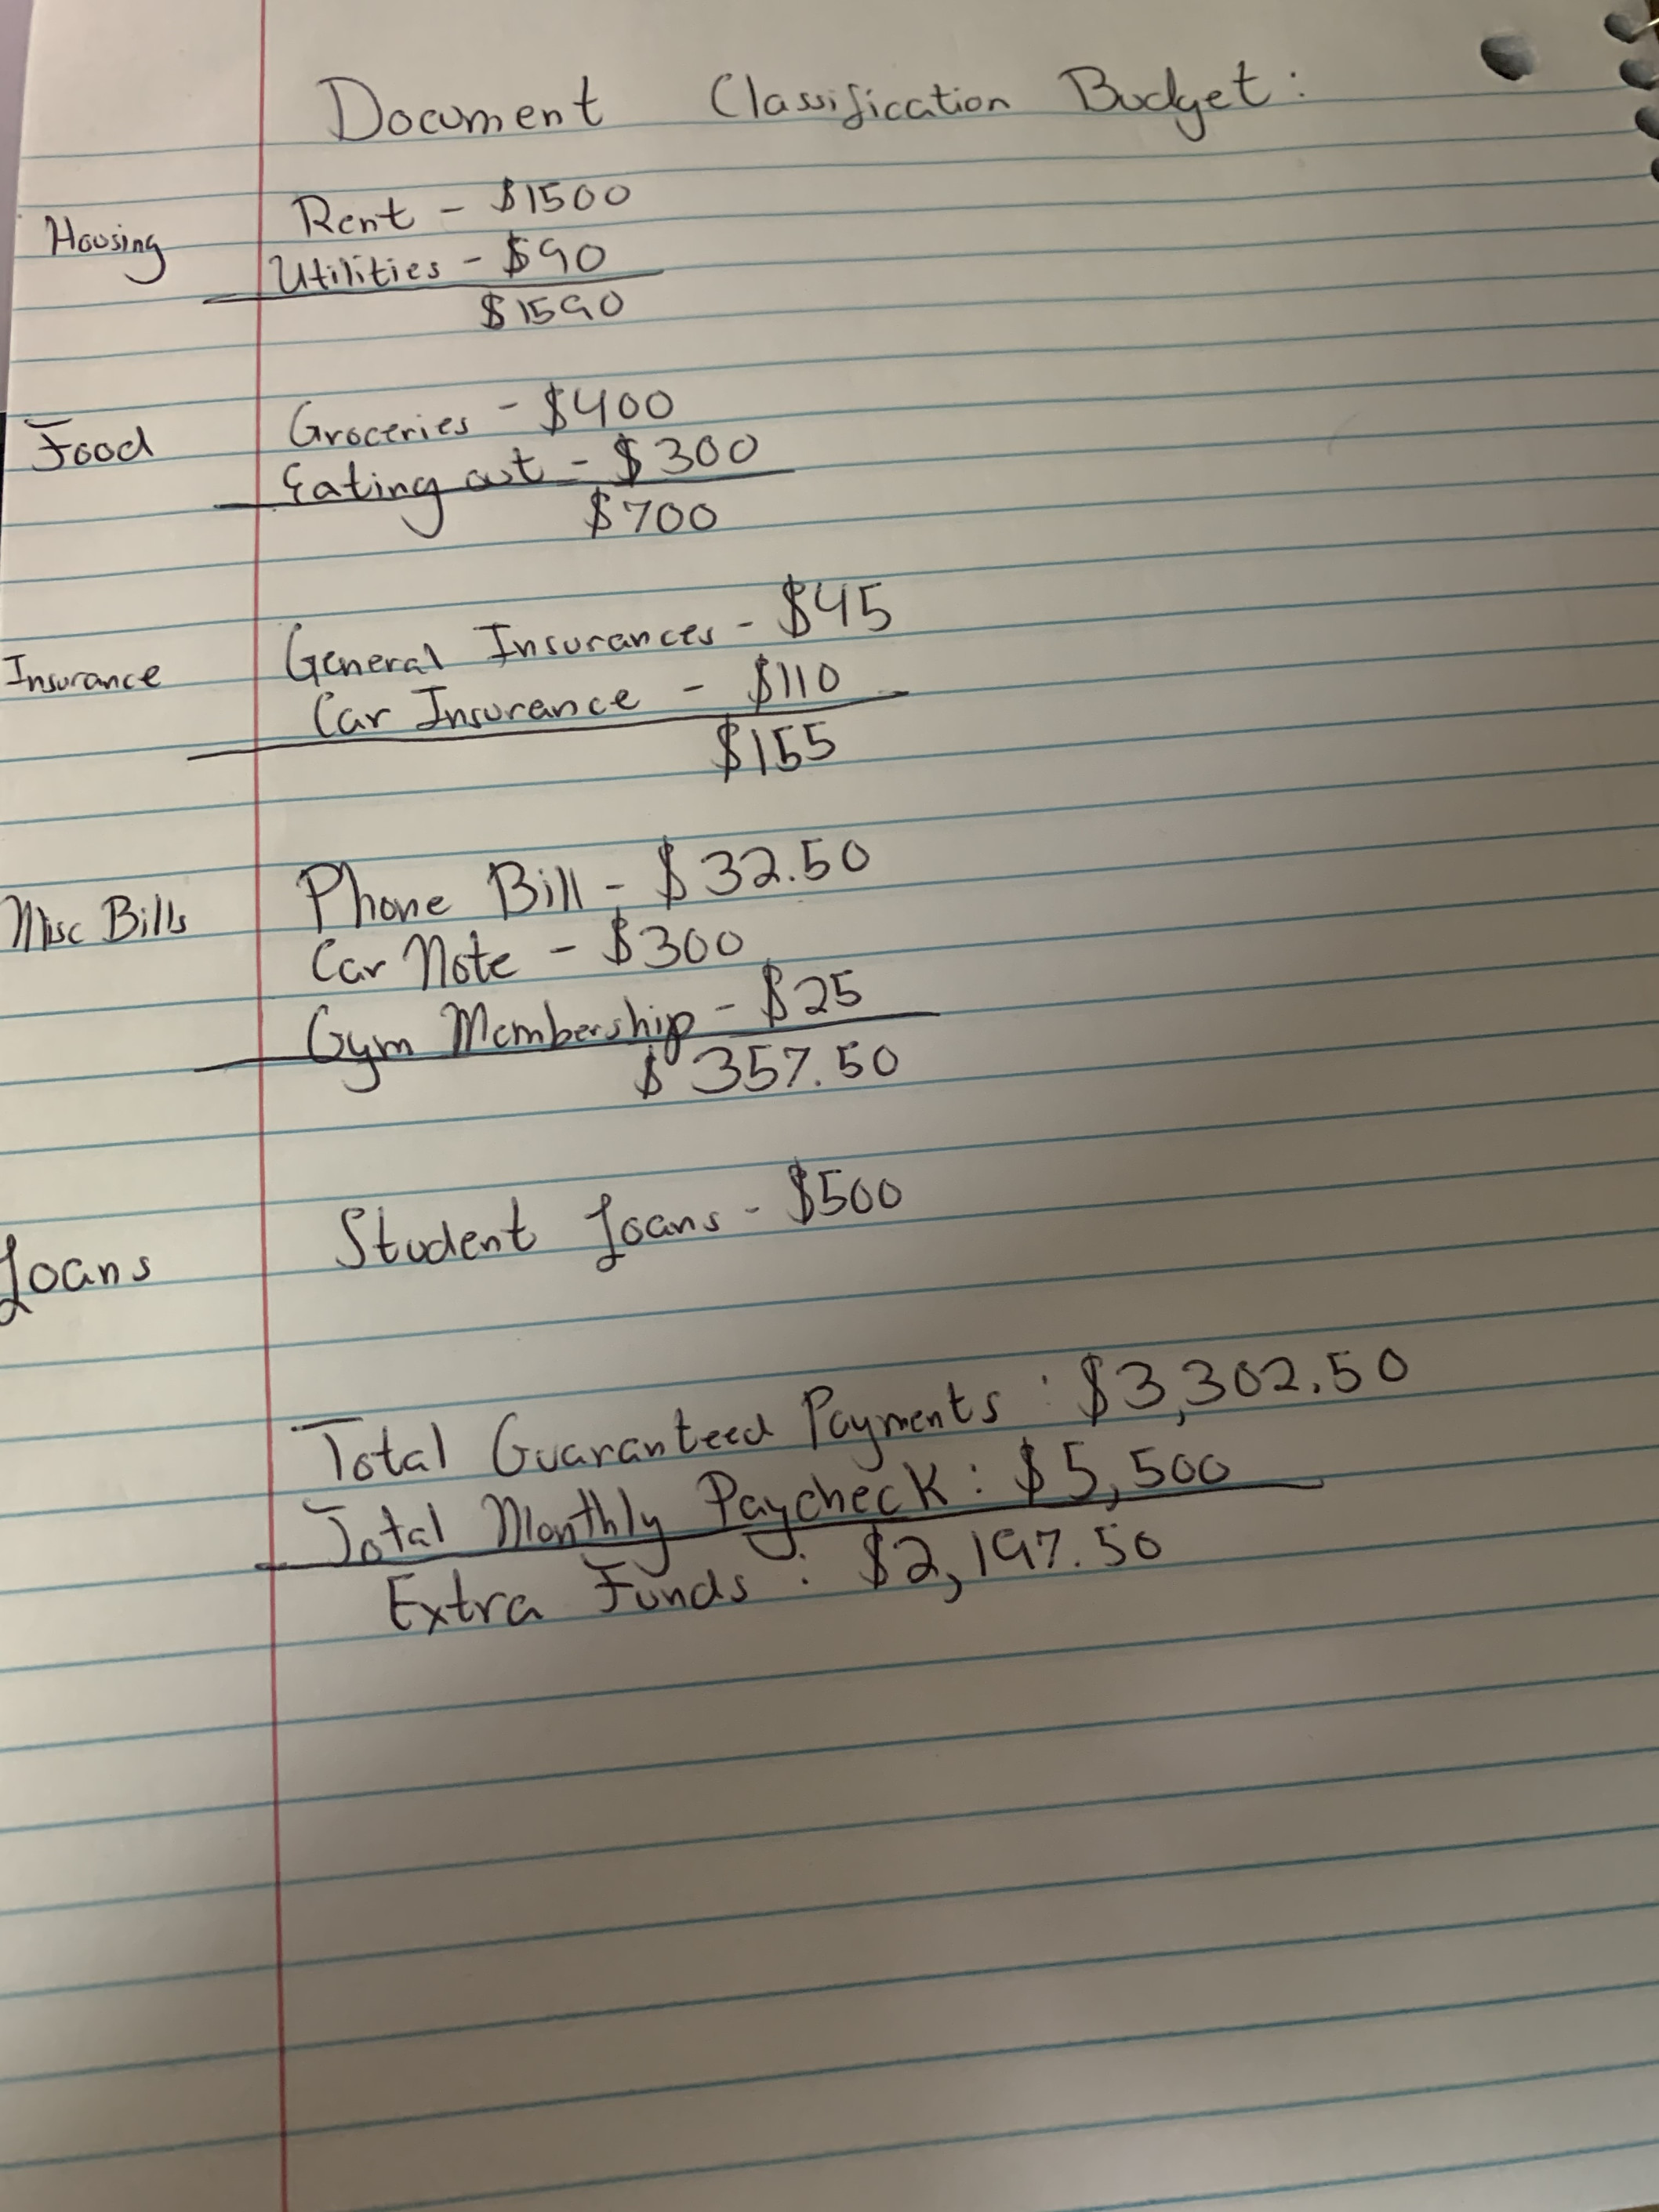 Document Classification Budget:
Housing
Rent - $1500
Utilities - $90
$1590
Food
Groceries - $400
Eating out - $300
$700
Insurance
General Insurances - $45
Car Insurance - $110
$155
Misc Bills
Phone Bill - $32.50
Car Note - $300
Gym Membership - $25
$357.50
Loans
Student Loans - $500
Total Guaranteed Payments: $3,302.50
Total Monthly Paycheck: $5,500
Extra Funds: $2,197.50